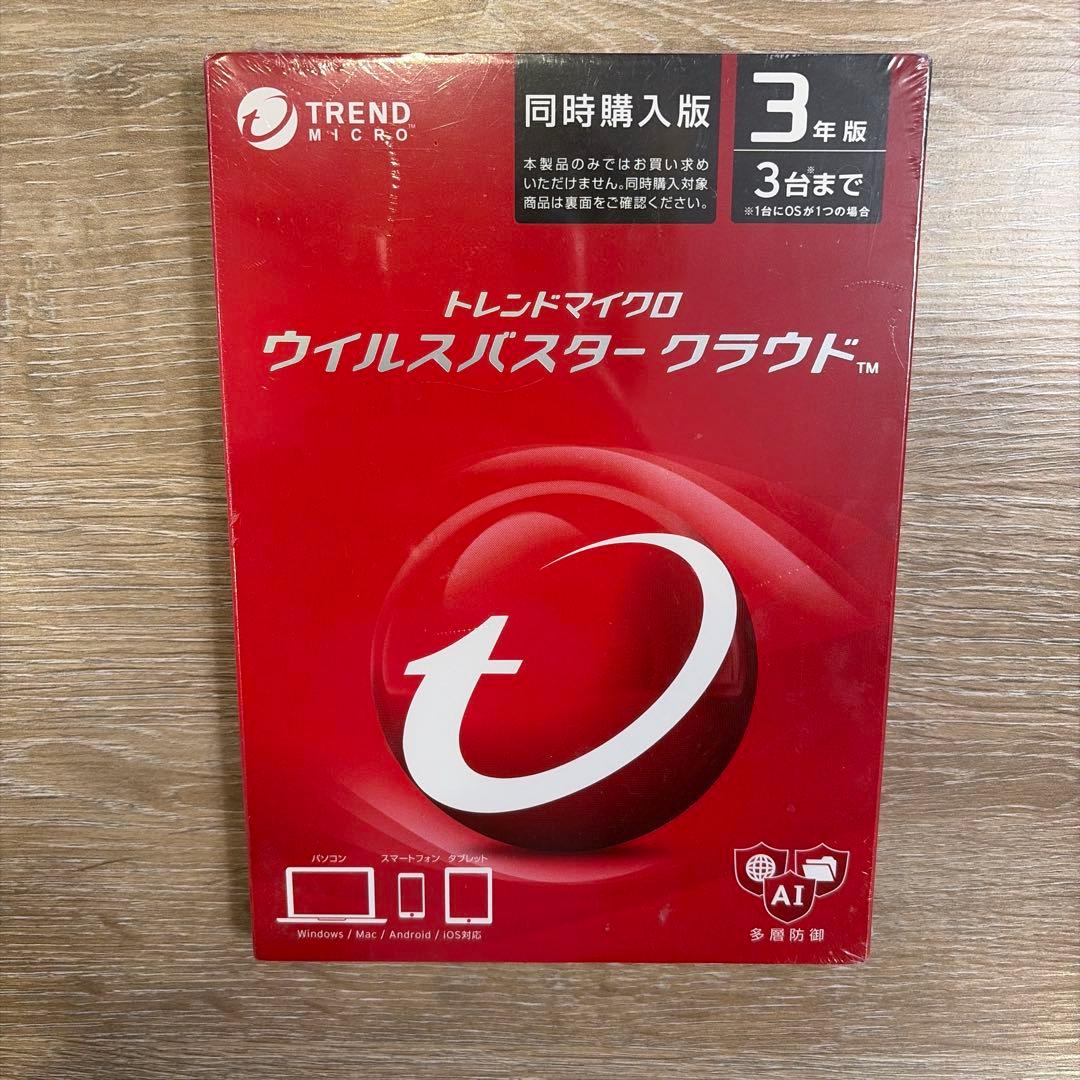 TREND
MICRO™
同時購入版
本製品のみではお買い求め
いただけません。同時購入対象
商品は裏面をご確認ください。
3年版
3台※まで
※1台にOSが1つの場合
トレンドマイクロ
ウイルスバスター クラウド™
パソコン スマートフォン タブレット
Windows / Mac / Android / iOS対応
AI
多層防御